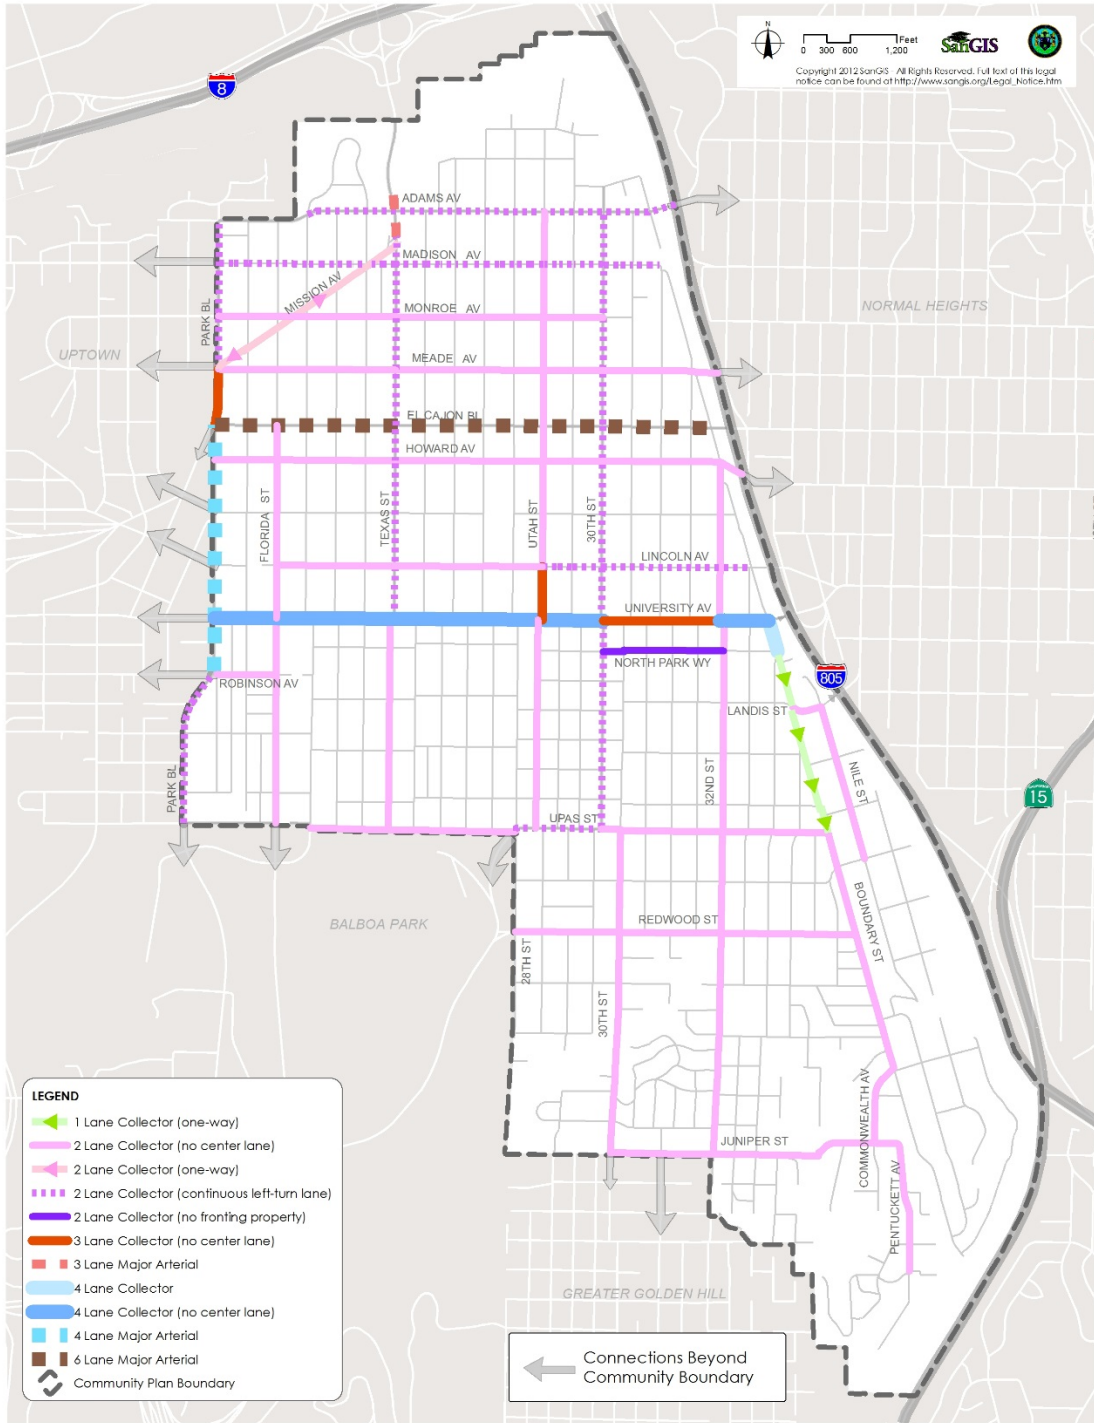 N
0 300 600 1,200
Feet
SanGIS
Copyright 2012 SanGIS - All Rights Reserved. Full text of this legal
notice can be found at http://www.sangis.org/Legal_Notice.htm
8
ADAMS AV
MADISON AV
MISSION AV
PARK BL
MONROE AV
NORMAL HEIGHTS
UPTOWN
MEADE AV
EL CAJON BL
HOWARD AV
FLORIDA ST
TEXAS ST
UTAH ST
30TH ST
LINCOLN AV
UNIVERSITY AV
NORTH PARK WY
ROBINSON AV
805
LANDIS ST
NILE ST
32ND ST
PARK BL
15
UPAS ST
BOUNDARY ST
REDWOOD ST
BALBOA PARK
28TH ST
30TH ST
COMMONWEALTH AV
JUNIPER ST
PENTUCKETT AV
GREATER GOLDEN HILL
LEGEND
1 Lane Collector (one-way)
2 Lane Collector (no center lane)
2 Lane Collector (one-way)
2 Lane Collector (continuous left-turn lane)
2 Lane Collector (no fronting property)
3 Lane Collector (no center lane)
3 Lane Major Arterial
4 Lane Collector
4 Lane Collector (no center lane)
4 Lane Major Arterial
6 Lane Major Arterial
Community Plan Boundary
Connections Beyond
Community Boundary